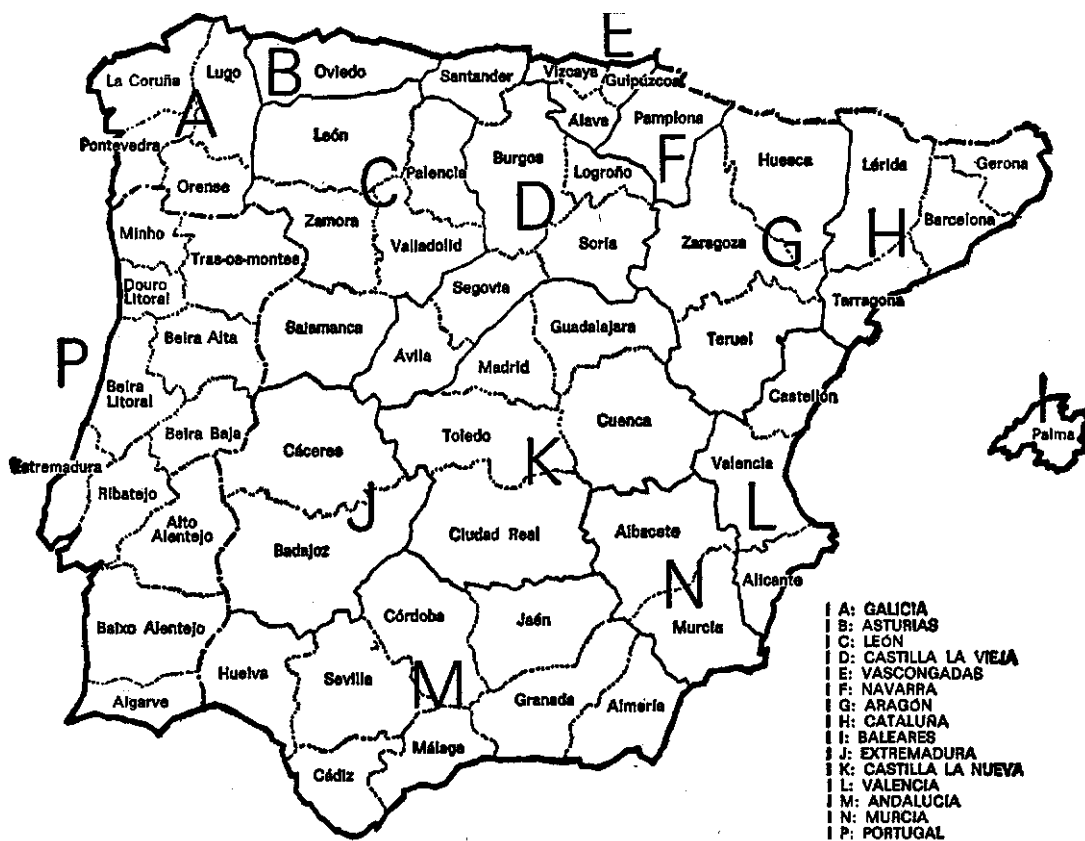 E
B
La Coruña
Lugo
Oviedo
Santander
Vizcaya
Guipúzcoa
A
Alava
Pamplona
Pontevedra
León
Burgos
F
Huesca
Lérida
Gerona
Orense
C
Palencia
Logroño
Zamora
D
Barcelona
Minho
Valladolid
Soria
Zaragoza
G
H
Tras-os-montes
Douro
Litoral
Segovia
Tarragona
Salamanca
Guadalajara
Beira Alta
Avila
Madrid
Teruel
P
Beira
Litoral
Castellón
I
Palma
Beira Baja
Cáceres
Toledo
Cuenca
K
Estremadura
Valencia
Ribatejo
J
L
Alto
Alentejo
Badajoz
Ciudad Real
Albacete
N
Alicante
Baixo Alentejo
Córdoba
Jaén
Murcia
Huelva
Sevilla
M
Algarve
Granada
Almería
Málaga
Cádiz
A: GALICIA
B: ASTURIAS
C: LEÓN
D: CASTILLA LA VIEJA
E: VASCONGADAS
F: NAVARRA
G: ARAGÓN
H: CATALUÑA
I: BALEARES
J: EXTREMADURA
K: CASTILLA LA NUEVA
L: VALENCIA
M: ANDALUCIA
N: MURCIA
P: PORTUGAL